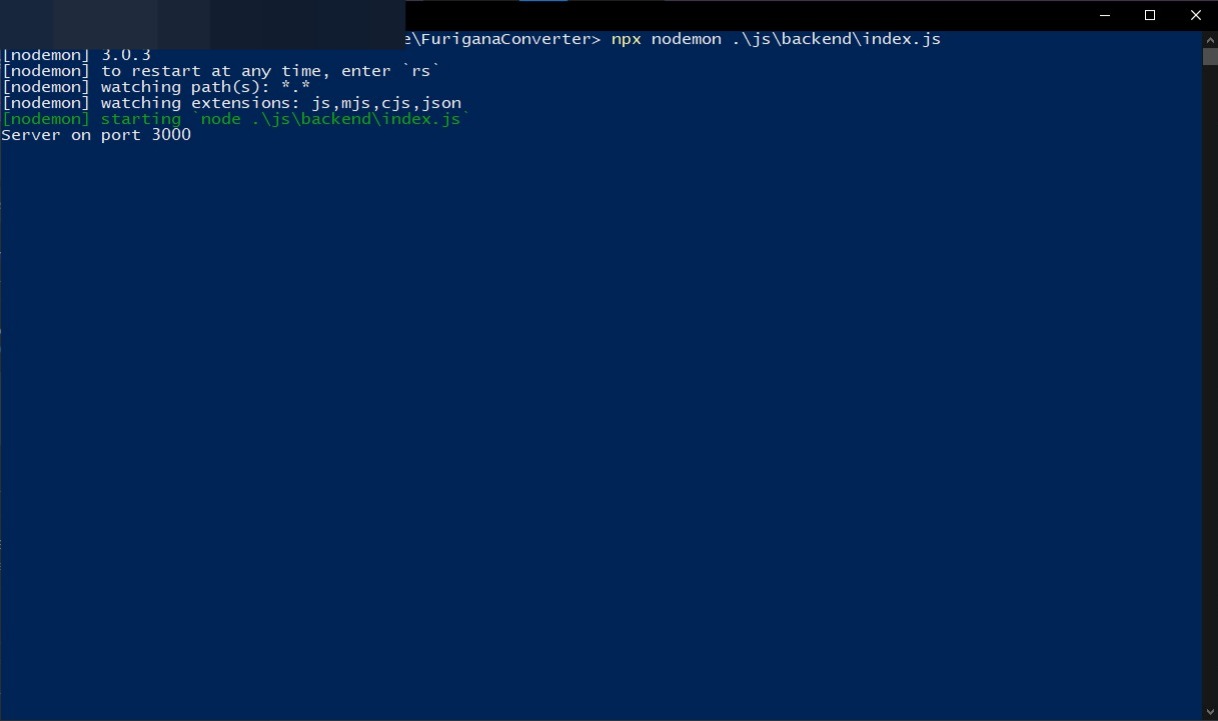 \FuriganaConverter> npx nodemon .\js\backend\index.js
[nodemon] 3.0.3
[nodemon] to restart at any time, enter `rs`
[nodemon] watching path(s): *.*
[nodemon] watching extensions: js,mjs,cjs,json
[nodemon] starting `node .\js\backend\index.js`
Server on port 3000